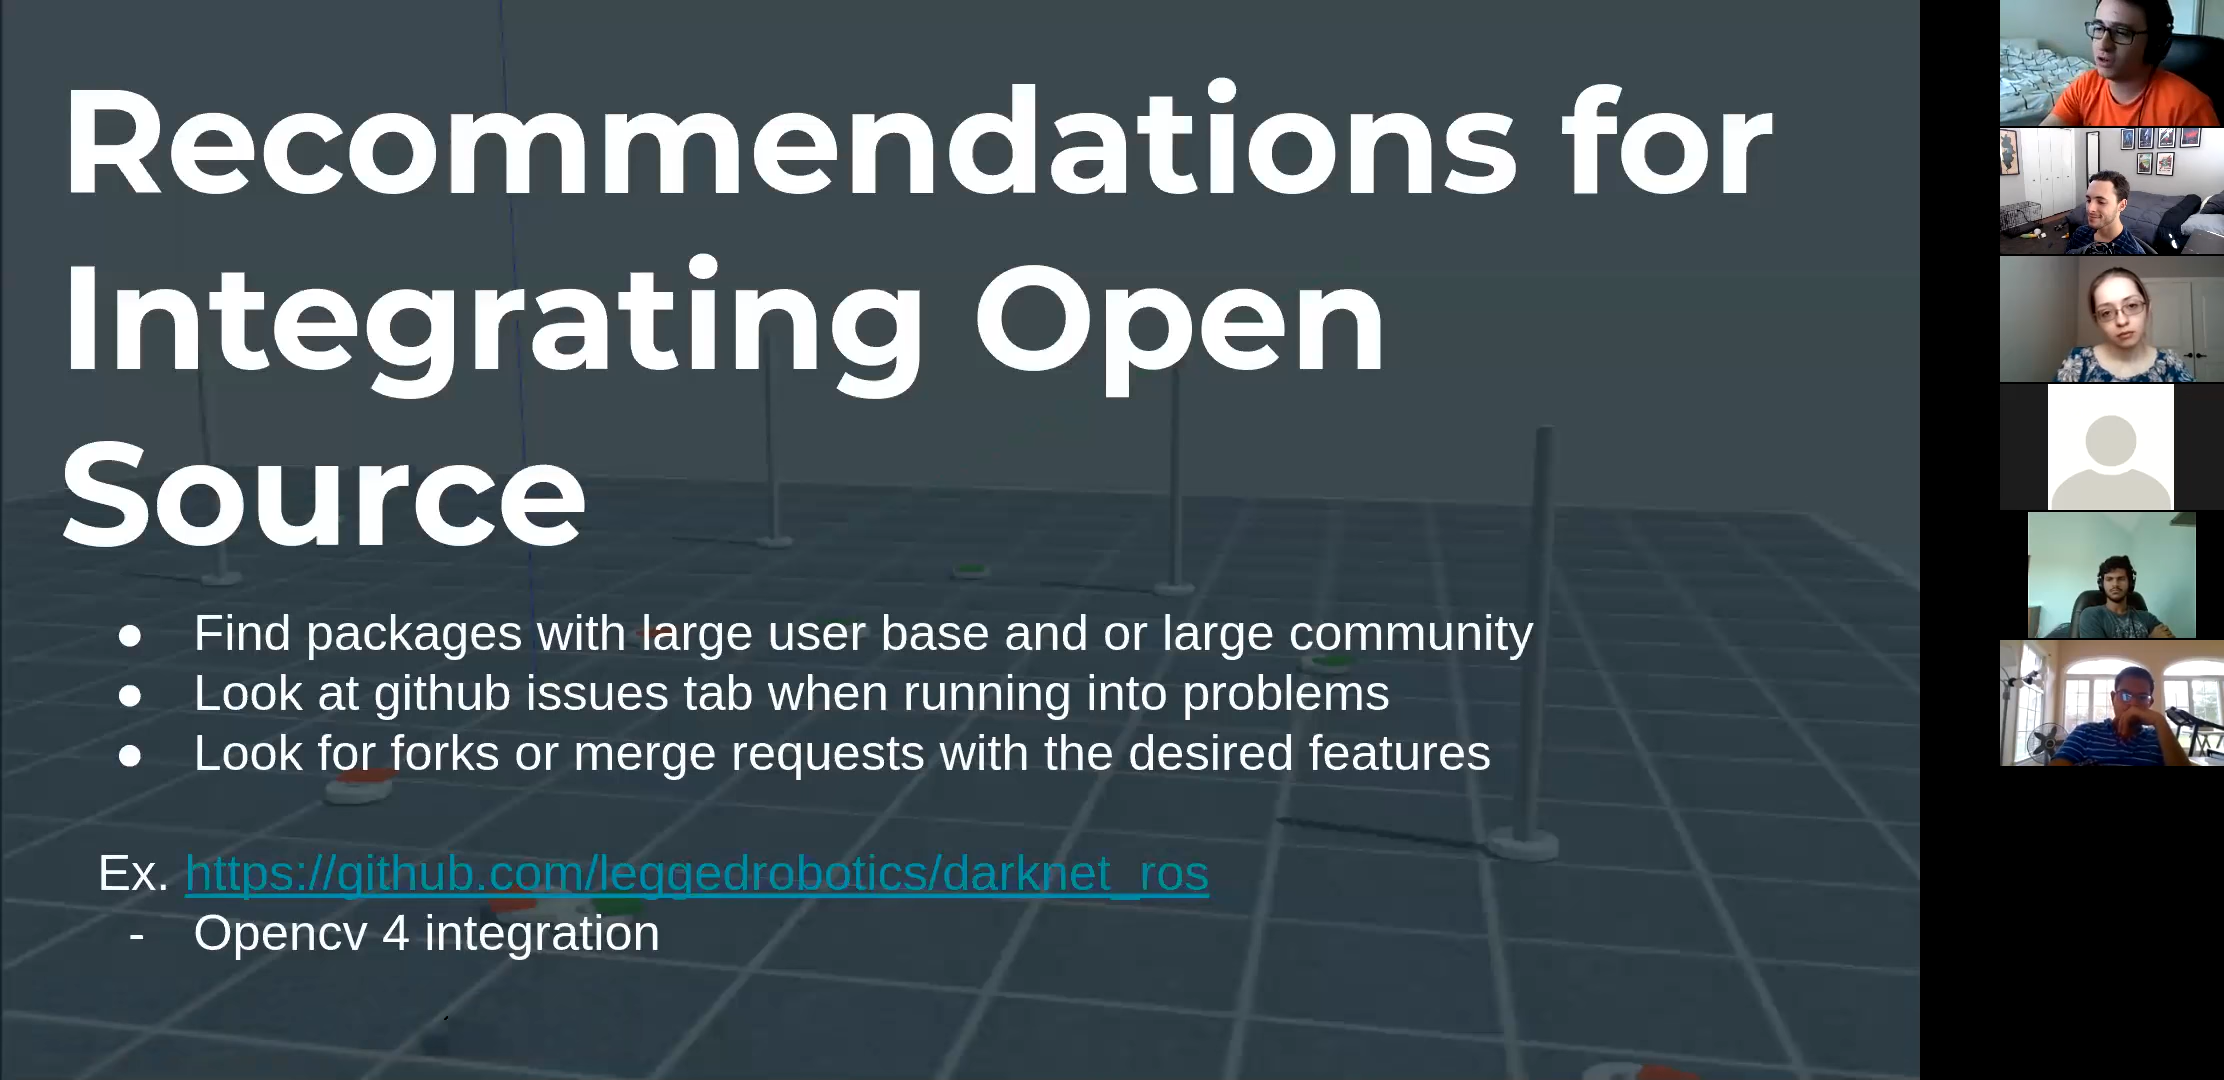 Recommendations for
Integrating Open
Source
● Find packages with large user base and or large community
● Look at github issues tab when running into problems
● Look for forks or merge requests with the desired features
Ex. https://github.com/leggedrobotics/darknet_ros
- Opencv 4 integration